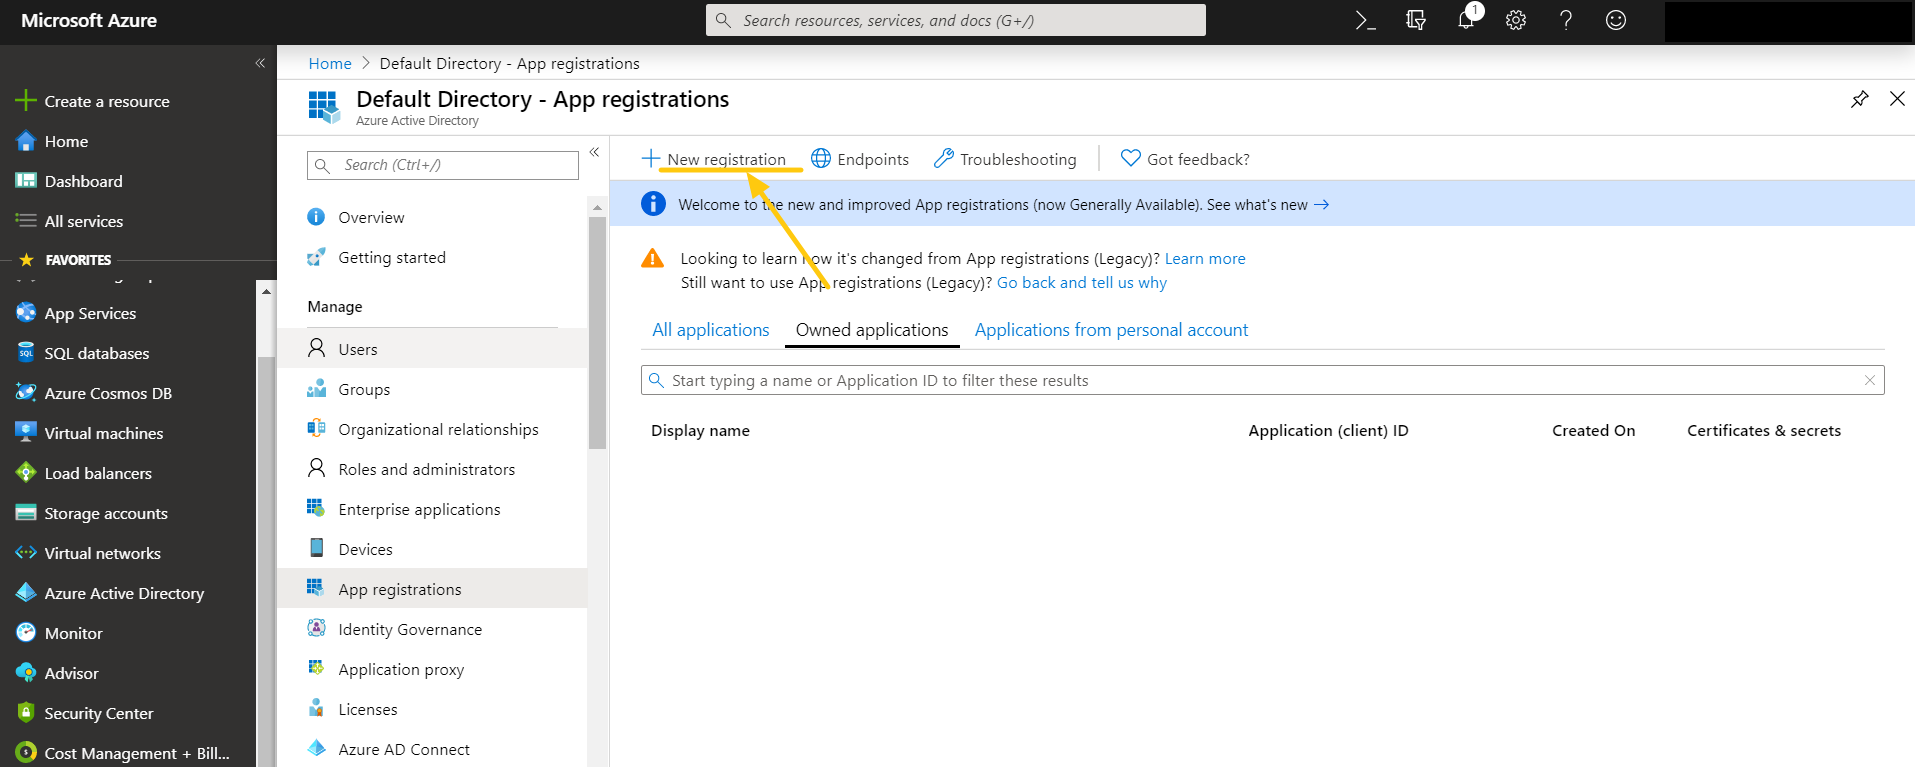 Microsoft Azure
Search resources, services, and docs (G+/)
1
Create a resource
Home
Dashboard
All services
FAVORITES
App Services
SQL databases
Azure Cosmos DB
Virtual machines
Load balancers
Storage accounts
Virtual networks
Azure Active Directory
Monitor
Advisor
Security Center
Cost Management + Bill...
Home > Default Directory - App registrations
Default Directory - App registrations
Azure Active Directory
Search (Ctrl+/)
Overview
Getting started
Manage
Users
Groups
Organizational relationships
Roles and administrators
Enterprise applications
Devices
App registrations
Identity Governance
Application proxy
Licenses
Azure AD Connect
New registration Endpoints Troubleshooting Got feedback?
Welcome to the new and improved App registrations (now Generally Available). See what's new →
Looking to learn how it's changed from App registrations (Legacy)? Learn more
Still want to use App registrations (Legacy)? Go back and tell us why
All applications Owned applications Applications from personal account
Start typing a name or Application ID to filter these results
Display name Application (client) ID Created On Certificates & secrets